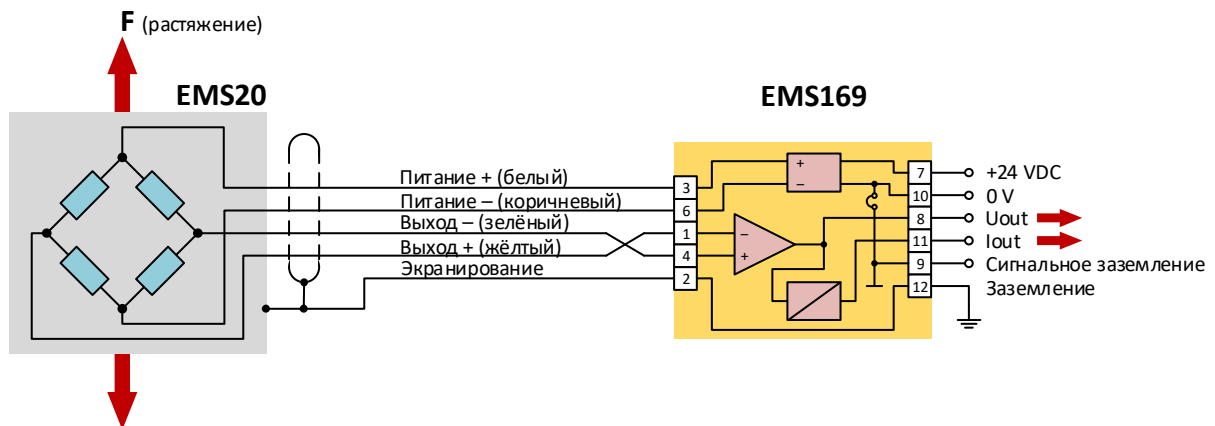 F (растяжение)
EMS20
EMS169
Питание + (белый)
Питание – (коричневый)
Выход – (зелёный)
Выход + (жёлтый)
Экранирование
3
6
1
4
2
+
–
–
+
7
10
8
11
9
12
+24 VDC
0 V
Uout
Iout
Сигнальное заземление
Заземление